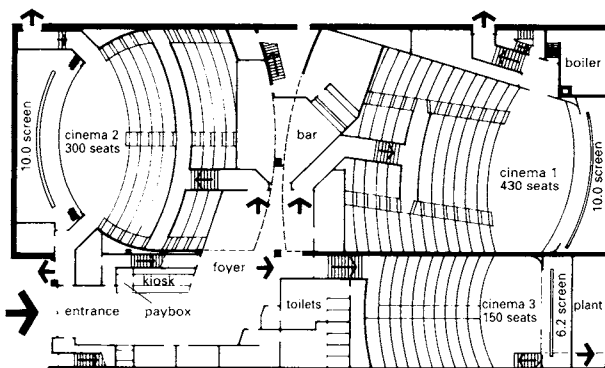 boiler
10.0 screen
cinema 2
300 seats
bar
cinema 1
430 seats
10.0 screen
foyer
kiosk
entrance
paybox
toilets
cinema 3
150 seats
6.2 screen
plant